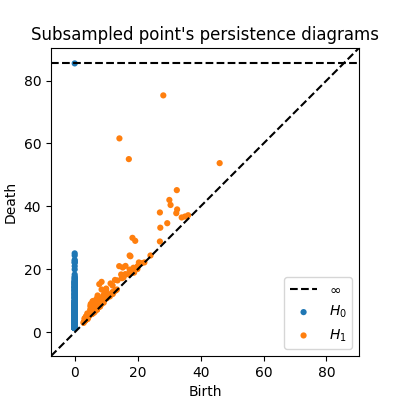 Subsampled point's persistence diagrams
Death
80
60
40
20
0
∞
H₀
H₁
0 20 40 60 80
Birth